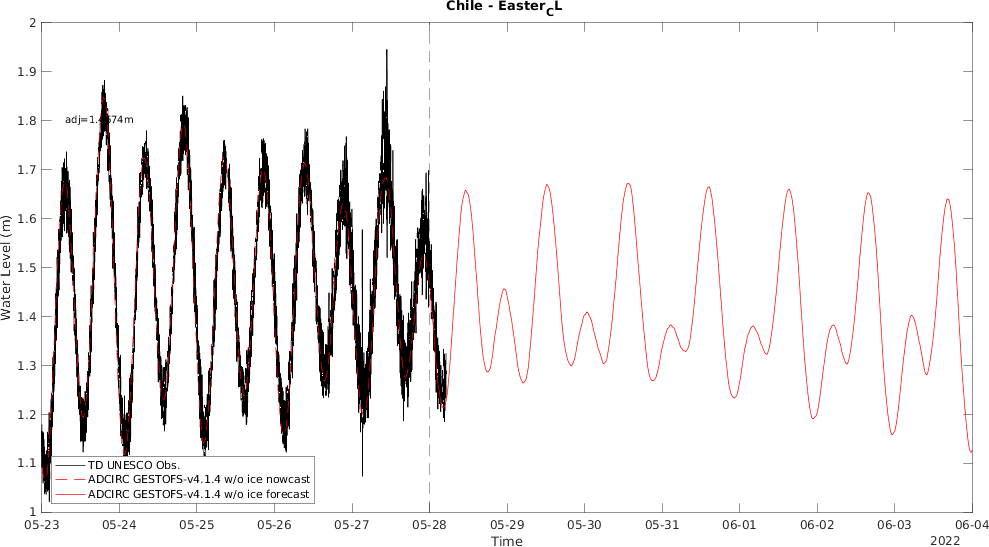 Chile - Easter_CL
2
1.9
1.8
1.7
1.6
1.5
1.4
1.3
1.2
1.1
1
Water Level (m)
adj=1.4674m
TD UNESCO Obs.
ADCIRC GESTOFS-v4.1.4 w/o ice nowcast
ADCIRC GESTOFS-v4.1.4 w/o ice forecast
05-23 05-24 05-25 05-26 05-27 05-28 05-29 05-30 05-31 06-01 06-02 06-03 06-04
Time
2022